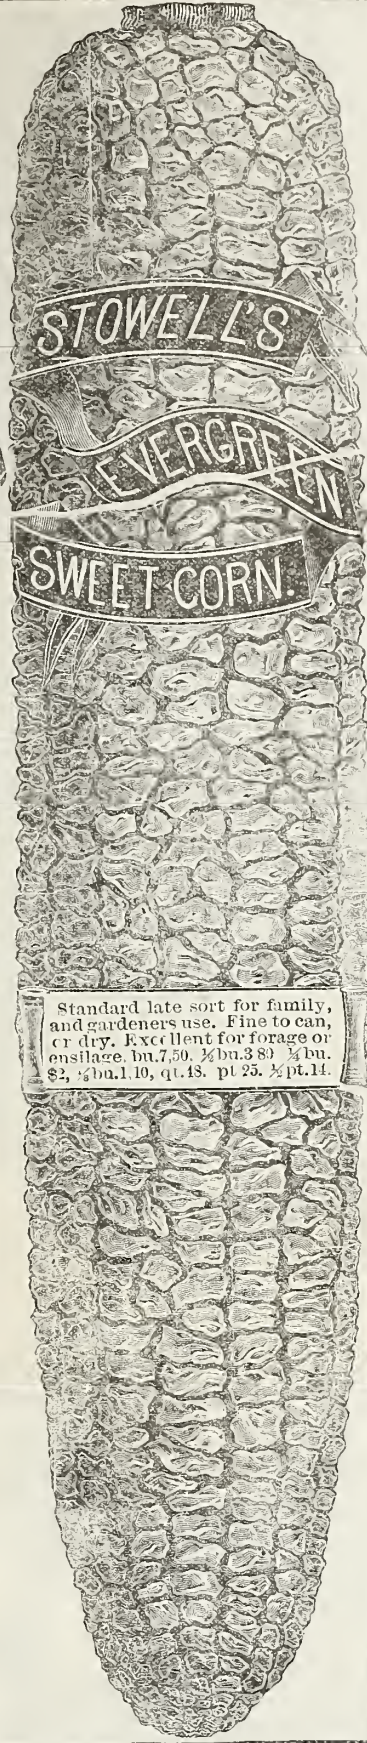 STOWELL'S
EVERGREEN
SWEET CORN.
Standard late sort for family,
and gardeners use. Fine to can,
or dry. Excellent for forage or
ensilage. bu.7,50. ½bu.3 80 ¼bu.
$2, ⅛bu.1,10, qt.48. pt 25. ½pt.14.